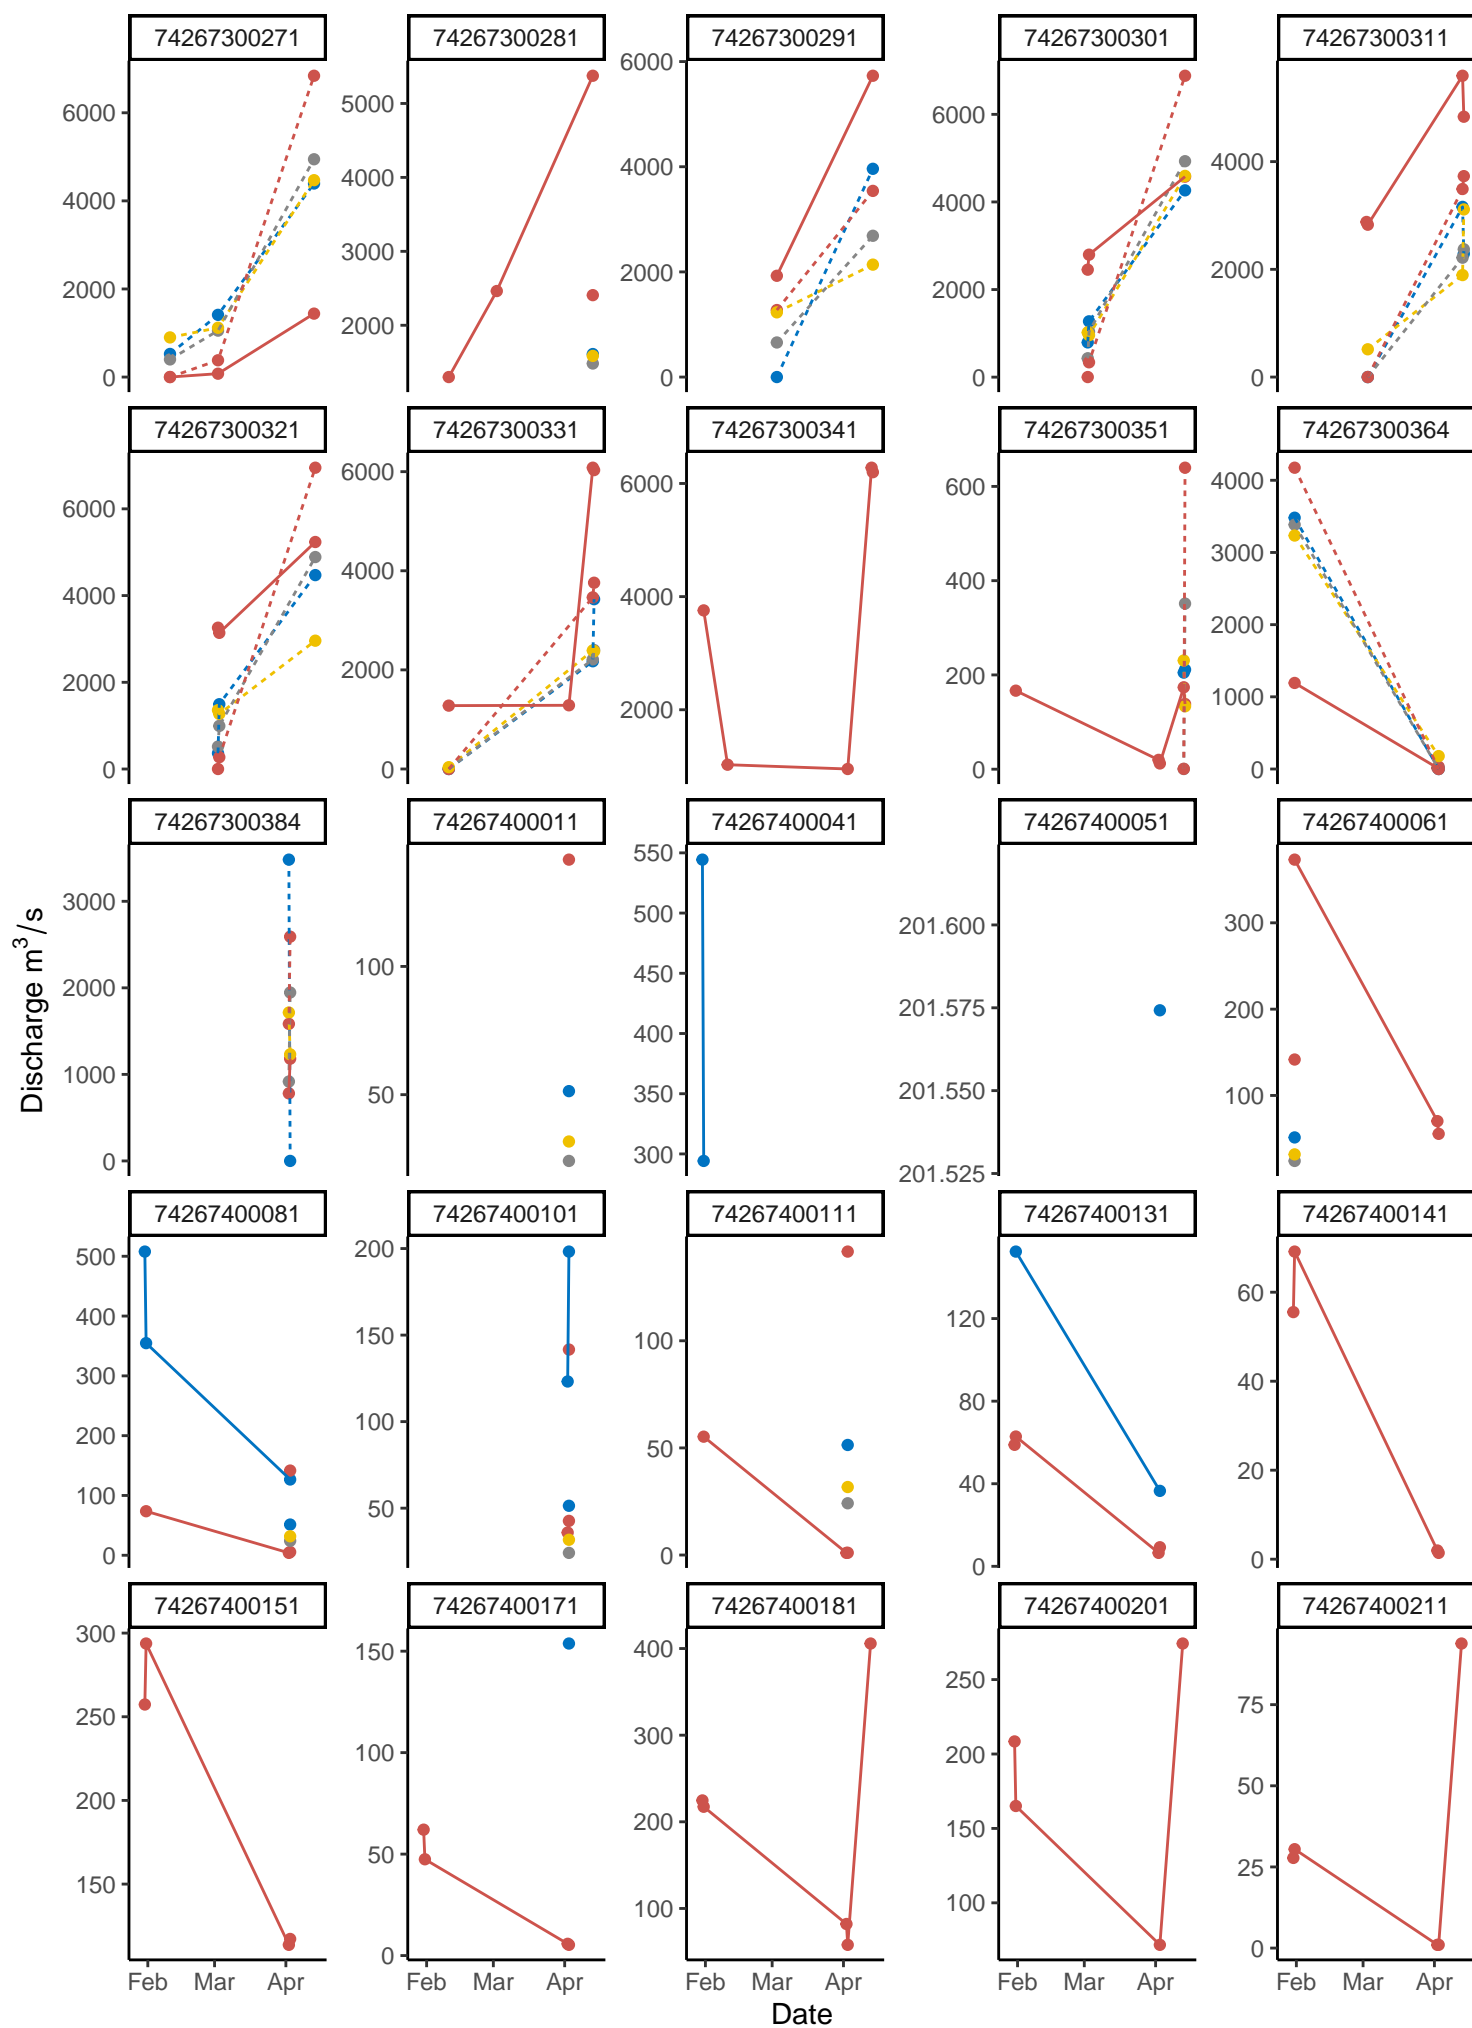 74267300271 74267300281 74267300291 74267300301 74267300311
6000 4000 2000 0
5000 4000 3000 2000
6000 4000 2000 0
6000 4000 2000 0
4000 2000 0
74267300321 74267300331 74267300341 74267300351 74267300364
6000 4000 2000 0
6000 4000 2000 0
6000 4000 2000
600 400 200 0
4000 3000 2000 1000 0
74267300384 74267400011 74267400041 74267400051 74267400061
3000 2000 1000 0
100 50
550 500 450 400 350 300
201.600 201.575 201.550 201.525
300 200 100
Discharge m3/s
74267400081 74267400101 74267400111 74267400131 74267400141
500 400 300 200 100 0
200 150 100 50
100 50 0
120 80 40 0
60 40 20 0
74267400151 74267400171 74267400181 74267400201 74267400211
300 250 200 150
150 100 50 0
400 300 200 100
250 200 150 100
75 50 25 0
Feb Mar Apr Feb Mar Apr Feb Mar Apr Feb Mar Apr Feb Mar Apr
Date